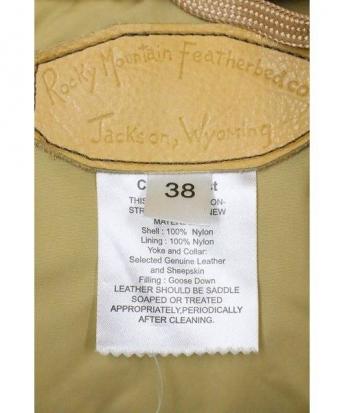 Rocky Mountain Featherbed co
Jackson, Wyoming
38
Shell : 100% Nylon
Lining : 100% Nylon
Yoke and Collar:
Selected Genuine Leather
and Sheepskin
Filling : Goose Down
LEATHER SHOULD BE SADDLE
SOAPED OR TREATED
APPROPRIATELY,PERIODICALLY
AFTER CLEANING.